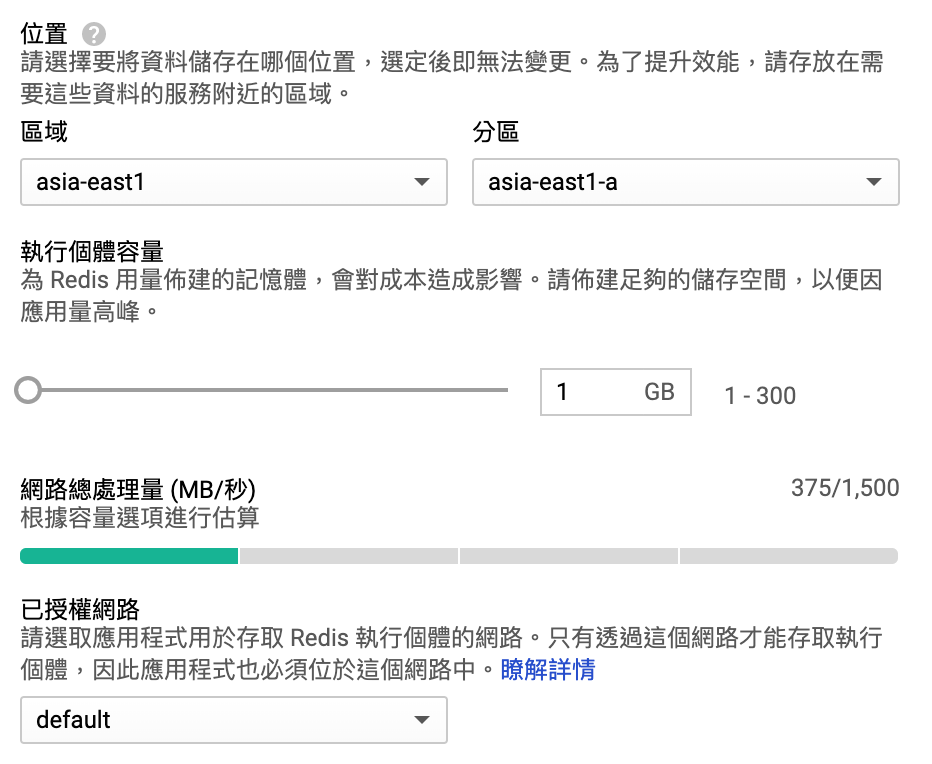 位置 ?
請選擇要將資料儲存在哪個位置，選定後即無法變更。為了提升效能，請存放在需
要這些資料的服務附近的區域。
區域
分區
asia-east1
asia-east1-a
執行個體容量
為 Redis 用量佈建的記憶體，會對成本造成影響。請佈建足夠的儲存空間，以便因
應用量高峰。
1 GB 1 - 300
網路總處理量 (MB/秒) 375/1,500
根據容量選項進行估算
已授權網路
請選取應用程式用於存取 Redis 執行個體的網路。只有透過這個網路才能存取執行
個體，因此應用程式也必須位於這個網路中。瞭解詳情
default